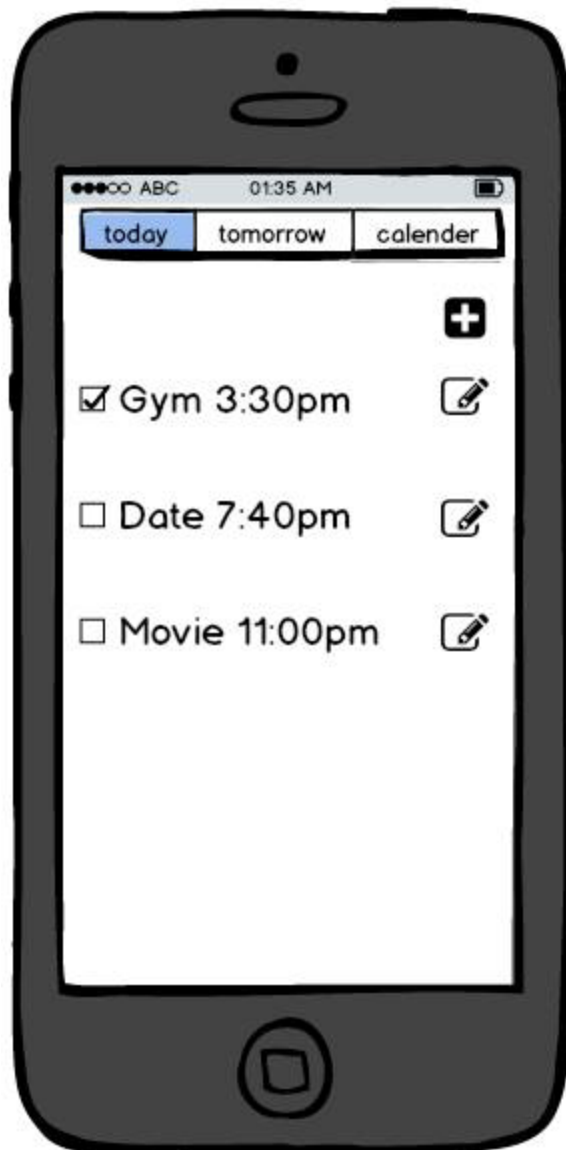 ABC 01:35 AM
today tomorrow calender
Gym 3:30pm
Date 7:40pm
Movie 11:00pm